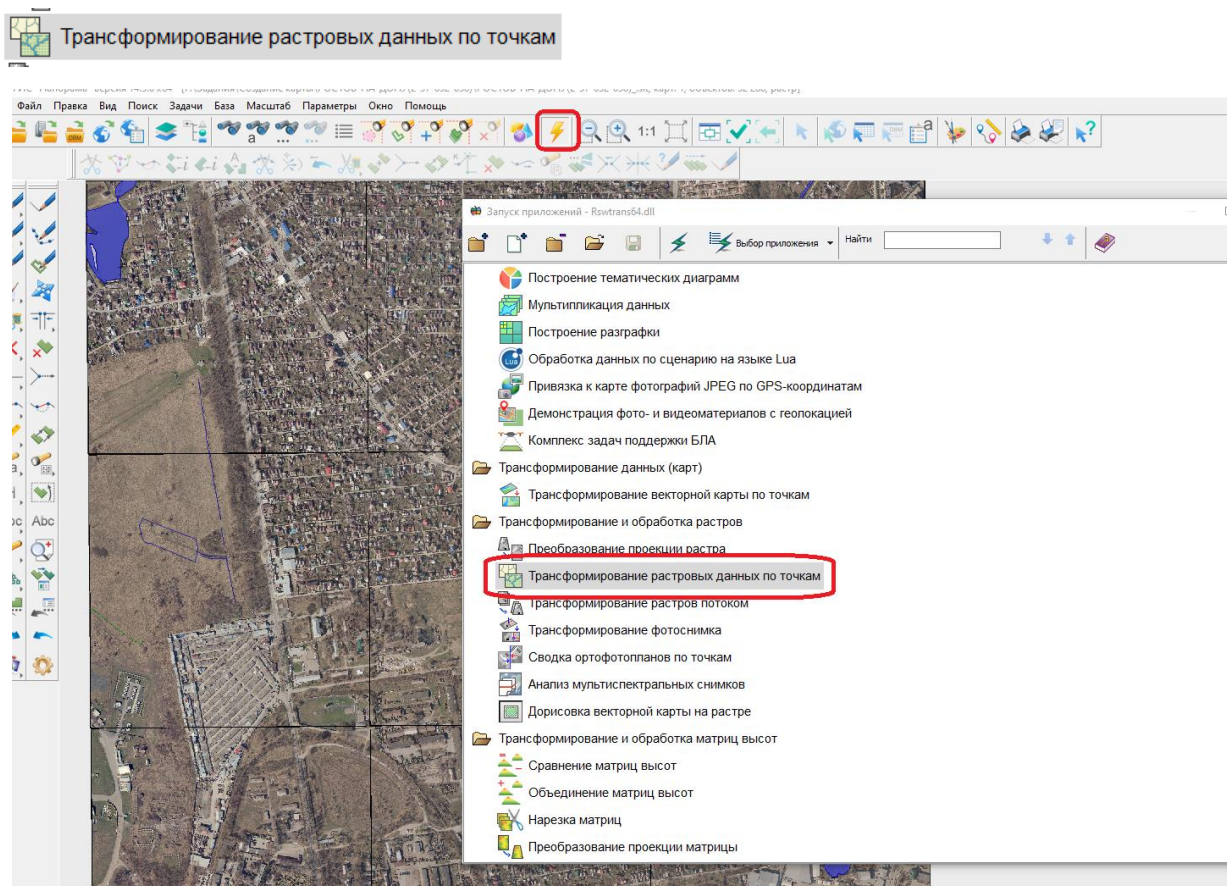 Трансформирование растровых данных по точкам
Файл Правка Вид Поиск Задачи База Масштаб Параметры Окно Помощь
1:1
Запуск приложений - Rswtrans64.dll
Выбор приложения Найти
Построение тематических диаграмм
Мультипликация данных
Построение разграфки
Обработка данных по сценарию на языке Lua
Привязка к карте фотографий JPEG по GPS-координатам
Демонстрация фото- и видеоматериалов с геолокацией
Комплекс задач поддержки БЛА
Трансформирование данных (карт)
Трансформирование векторной карты по точкам
Трансформирование и обработка растров
Преобразование проекции растра
Трансформирование растровых данных по точкам
Трансформирование растров потоком
Трансформирование фотоснимка
Сводка ортофотопланов по точкам
Анализ мультиспектральных снимков
Дорисовка векторной карты на растре
Трансформирование и обработка матриц высот
Сравнение матриц высот
Объединение матриц высот
Нарезка матриц
Преобразование проекции матрицы
Abc